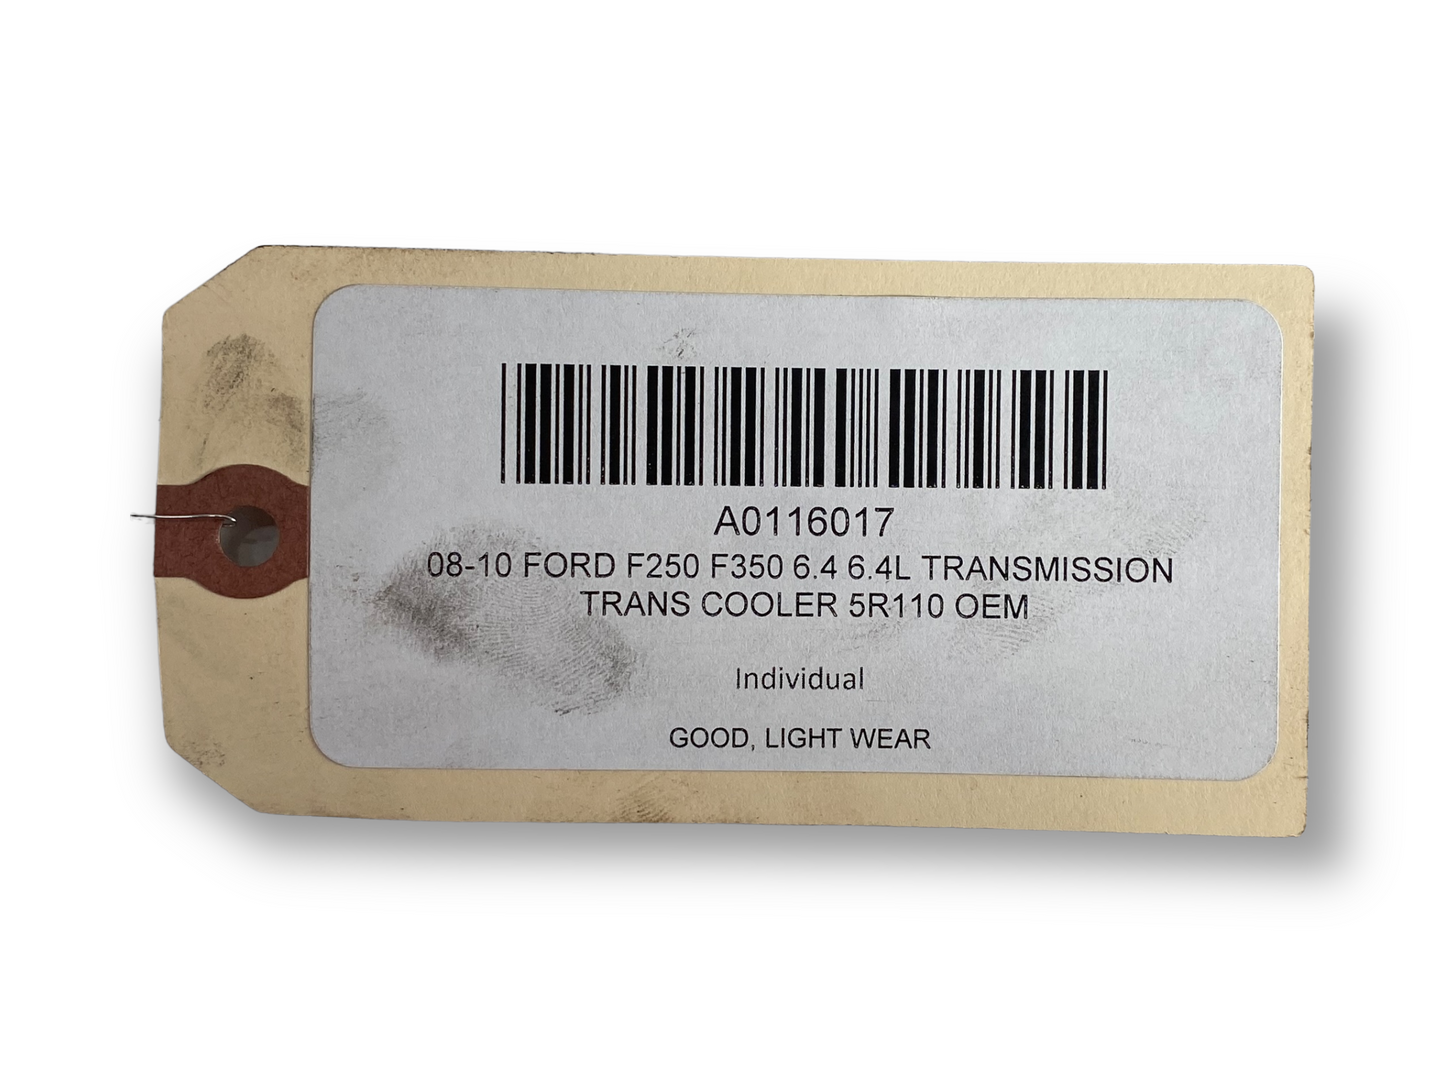 A0116017
08-10 FORD F250 F350 6.4 6.4L TRANSMISSION
TRANS COOLER 5R110 OEM
Individual
GOOD, LIGHT WEAR